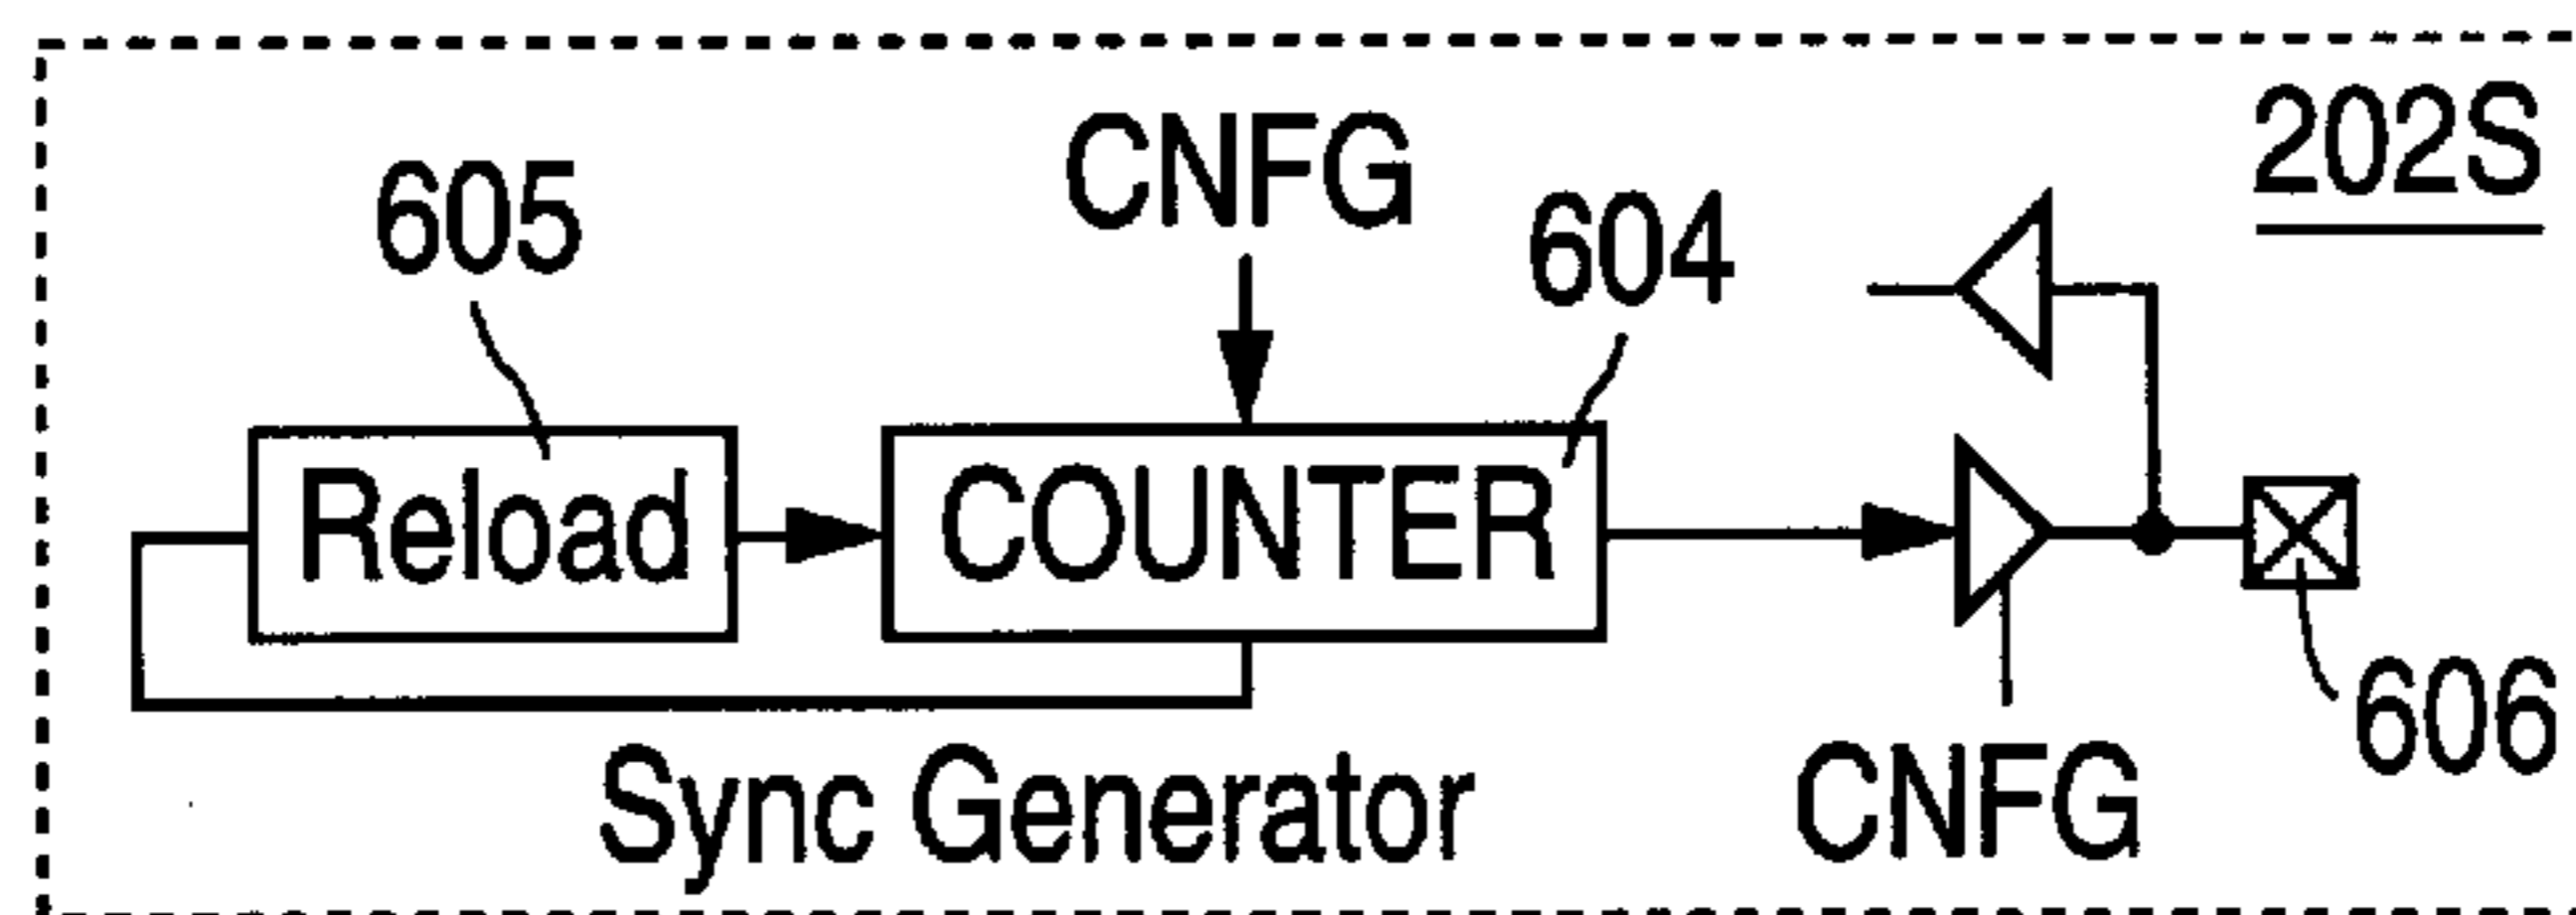 202S
CNFG
605
604
Reload
COUNTER
606
Sync Generator
CNFG